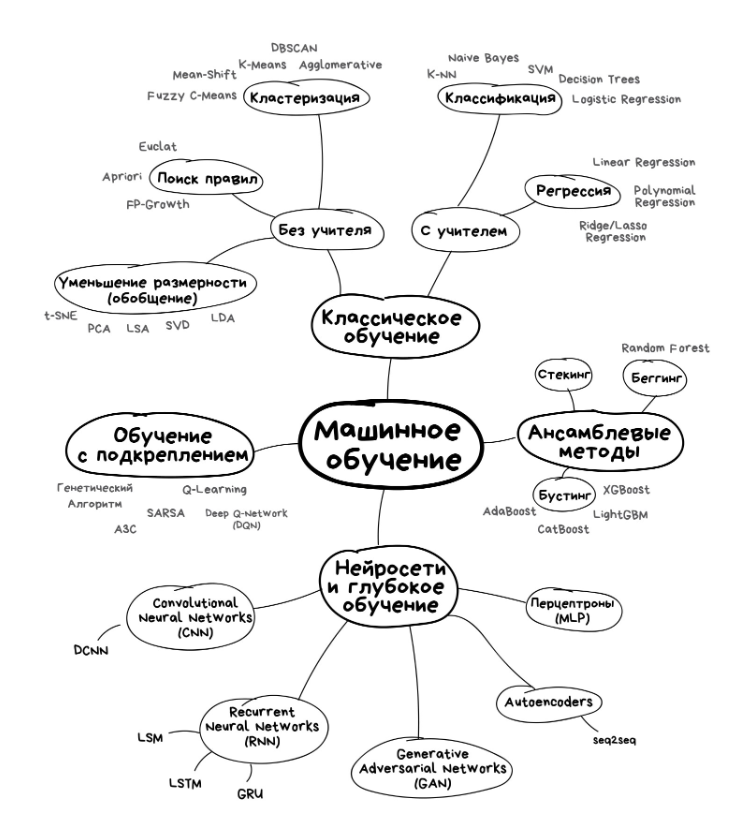 DBSCAN
K-Means
Agglomerative
Mean-Shift
Fuzzy C-Means
Кластеризация
Naive Bayes
K-NN
SVM
Decision Trees
Классификация
Logistic Regression
Euclat
Apriori
Поиск правил
FP-Growth
Linear Regression
Регрессия
Polynomial
Regression
Ridge/Lasso
Regression
Без учителя
С учителем
Уменьшение размерности
(обобщение)
t-SNE
PCA
LSA
SVD
LDA
Классическое
обучение
Random Forest
Стекинг
Беггинг
Обучение
с подкреплением
Машинное
обучение
Ансамблевые
методы
Генетический
Алгоритм
Q-Learning
A3C
SARSA
Deep Q-Network
(DQN)
Бустинг
XGBoost
AdaBoost
LightGBM
CatBoost
Нейросети
и глубокое
обучение
Convolutional
Neural Networks
(CNN)
DCNN
Перцептроны
(MLP)
Autoencoders
seq2seq
Recurrent
Neural Networks
(RNN)
LSM
LSTM
GRU
Generative
Adversarial Networks
(GAN)